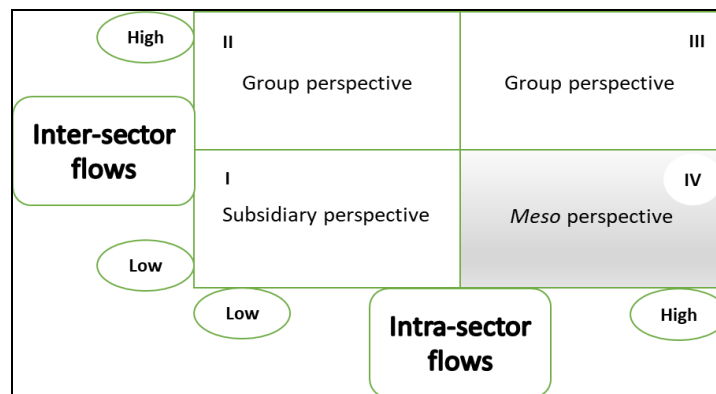 High
II
III
Group perspective
Group perspective
Inter-sector
flows
I
IV
Subsidiary perspective
Meso perspective
Low
Low
Intra-sector
flows
High